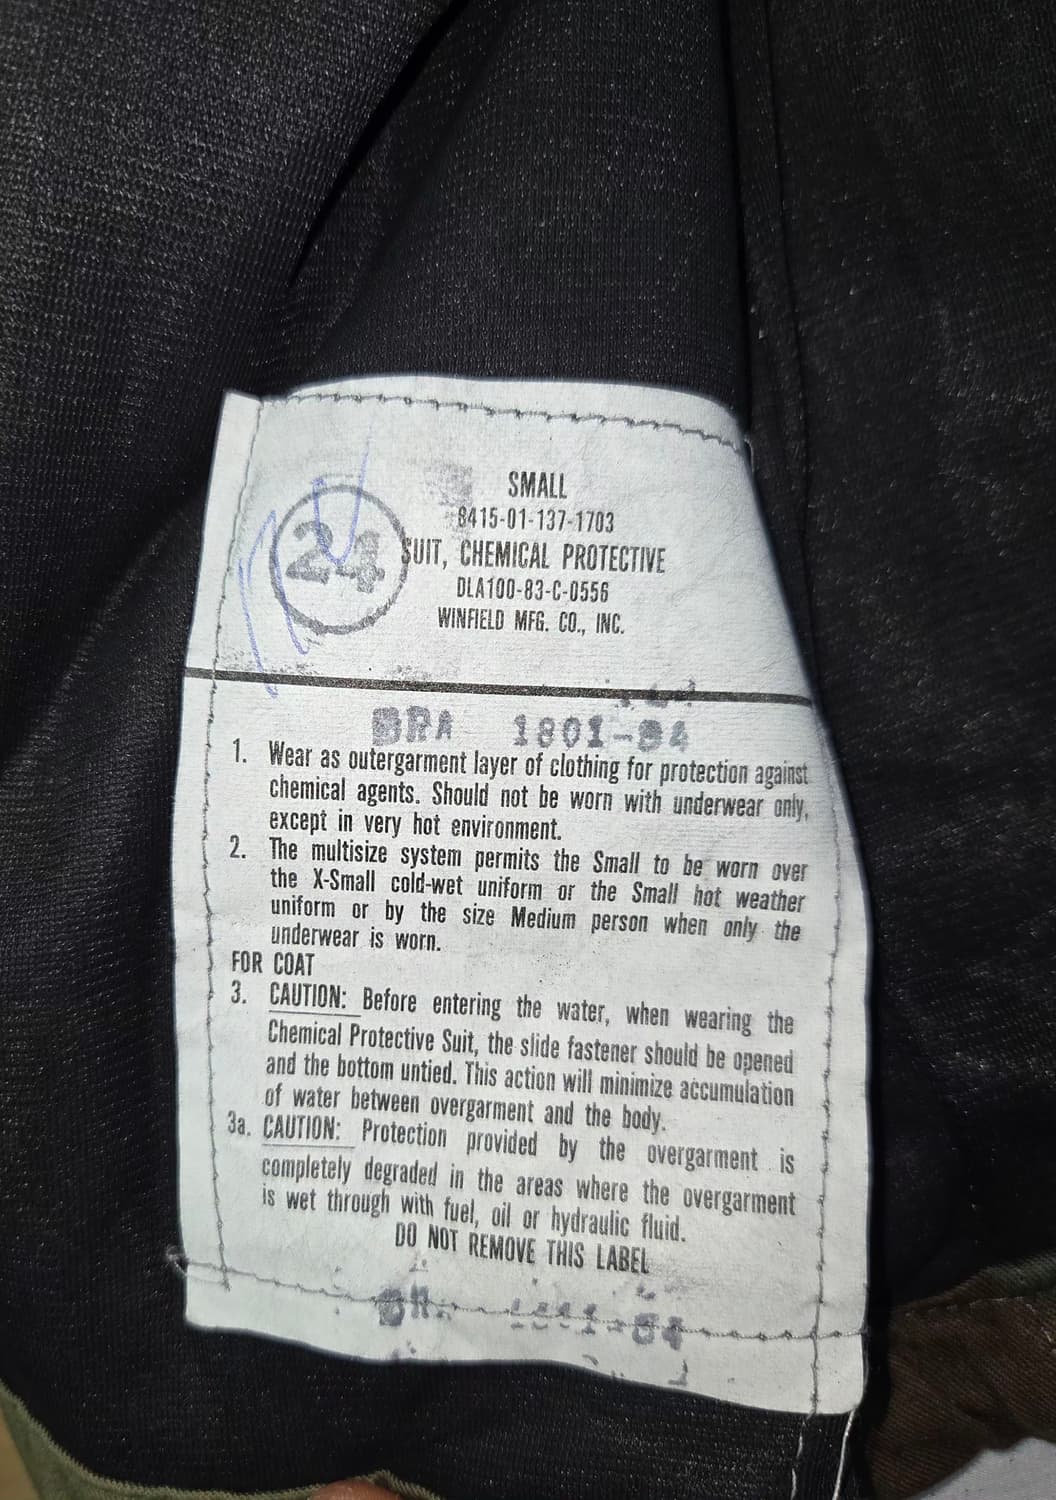 SMALL
8415-01-137-1703
24
SUIT, CHEMICAL PROTECTIVE
DLA100-83-C-0556
WINFIELD MFG. CO., INC.
BRA 1801-84
1. Wear as outergarment layer of clothing for protection against
chemical agents. Should not be worn with underwear only,
except in very hot environment.
2. The multisize system permits the Small to be worn over
the X-Small cold-wet uniform or the Small hot weather
uniform or by the size Medium person when only the
underwear is worn.
FOR COAT
3. CAUTION: Before entering the water, when wearing the
Chemical Protective Suit, the slide fastener should be opened
and the bottom untied. This action will minimize accumulation
of water between overgarment and the body.
3a. CAUTION: Protection provided by the overgarment is
completely degraded in the areas where the overgarment
is wet through with fuel, oil or hydraulic fluid.
DO NOT REMOVE THIS LABEL